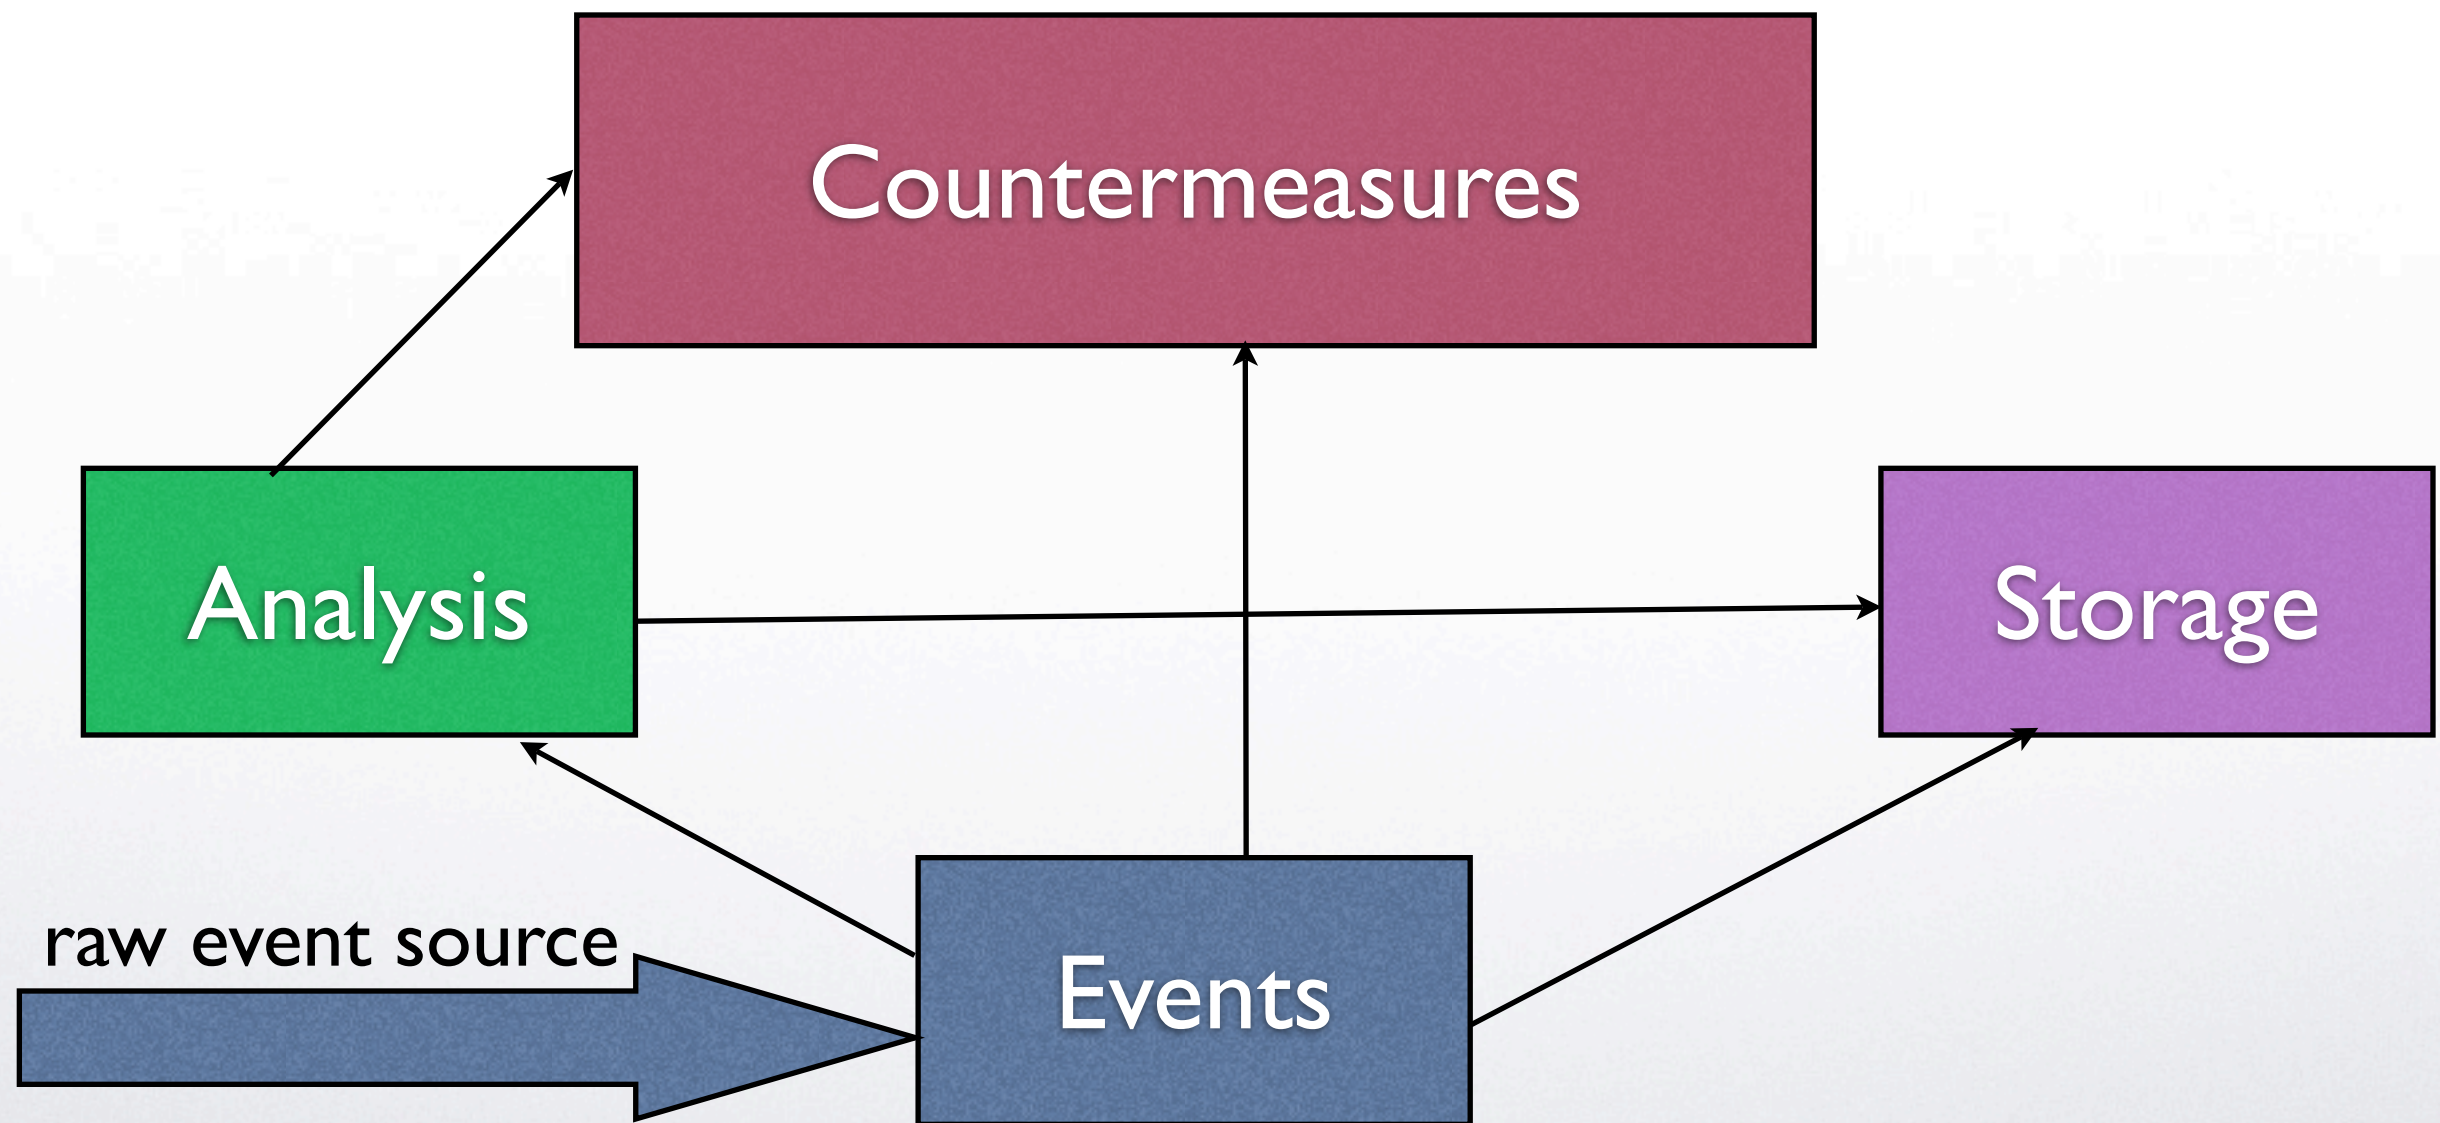 Countermeasures
Analysis
Storage
raw event source
Events